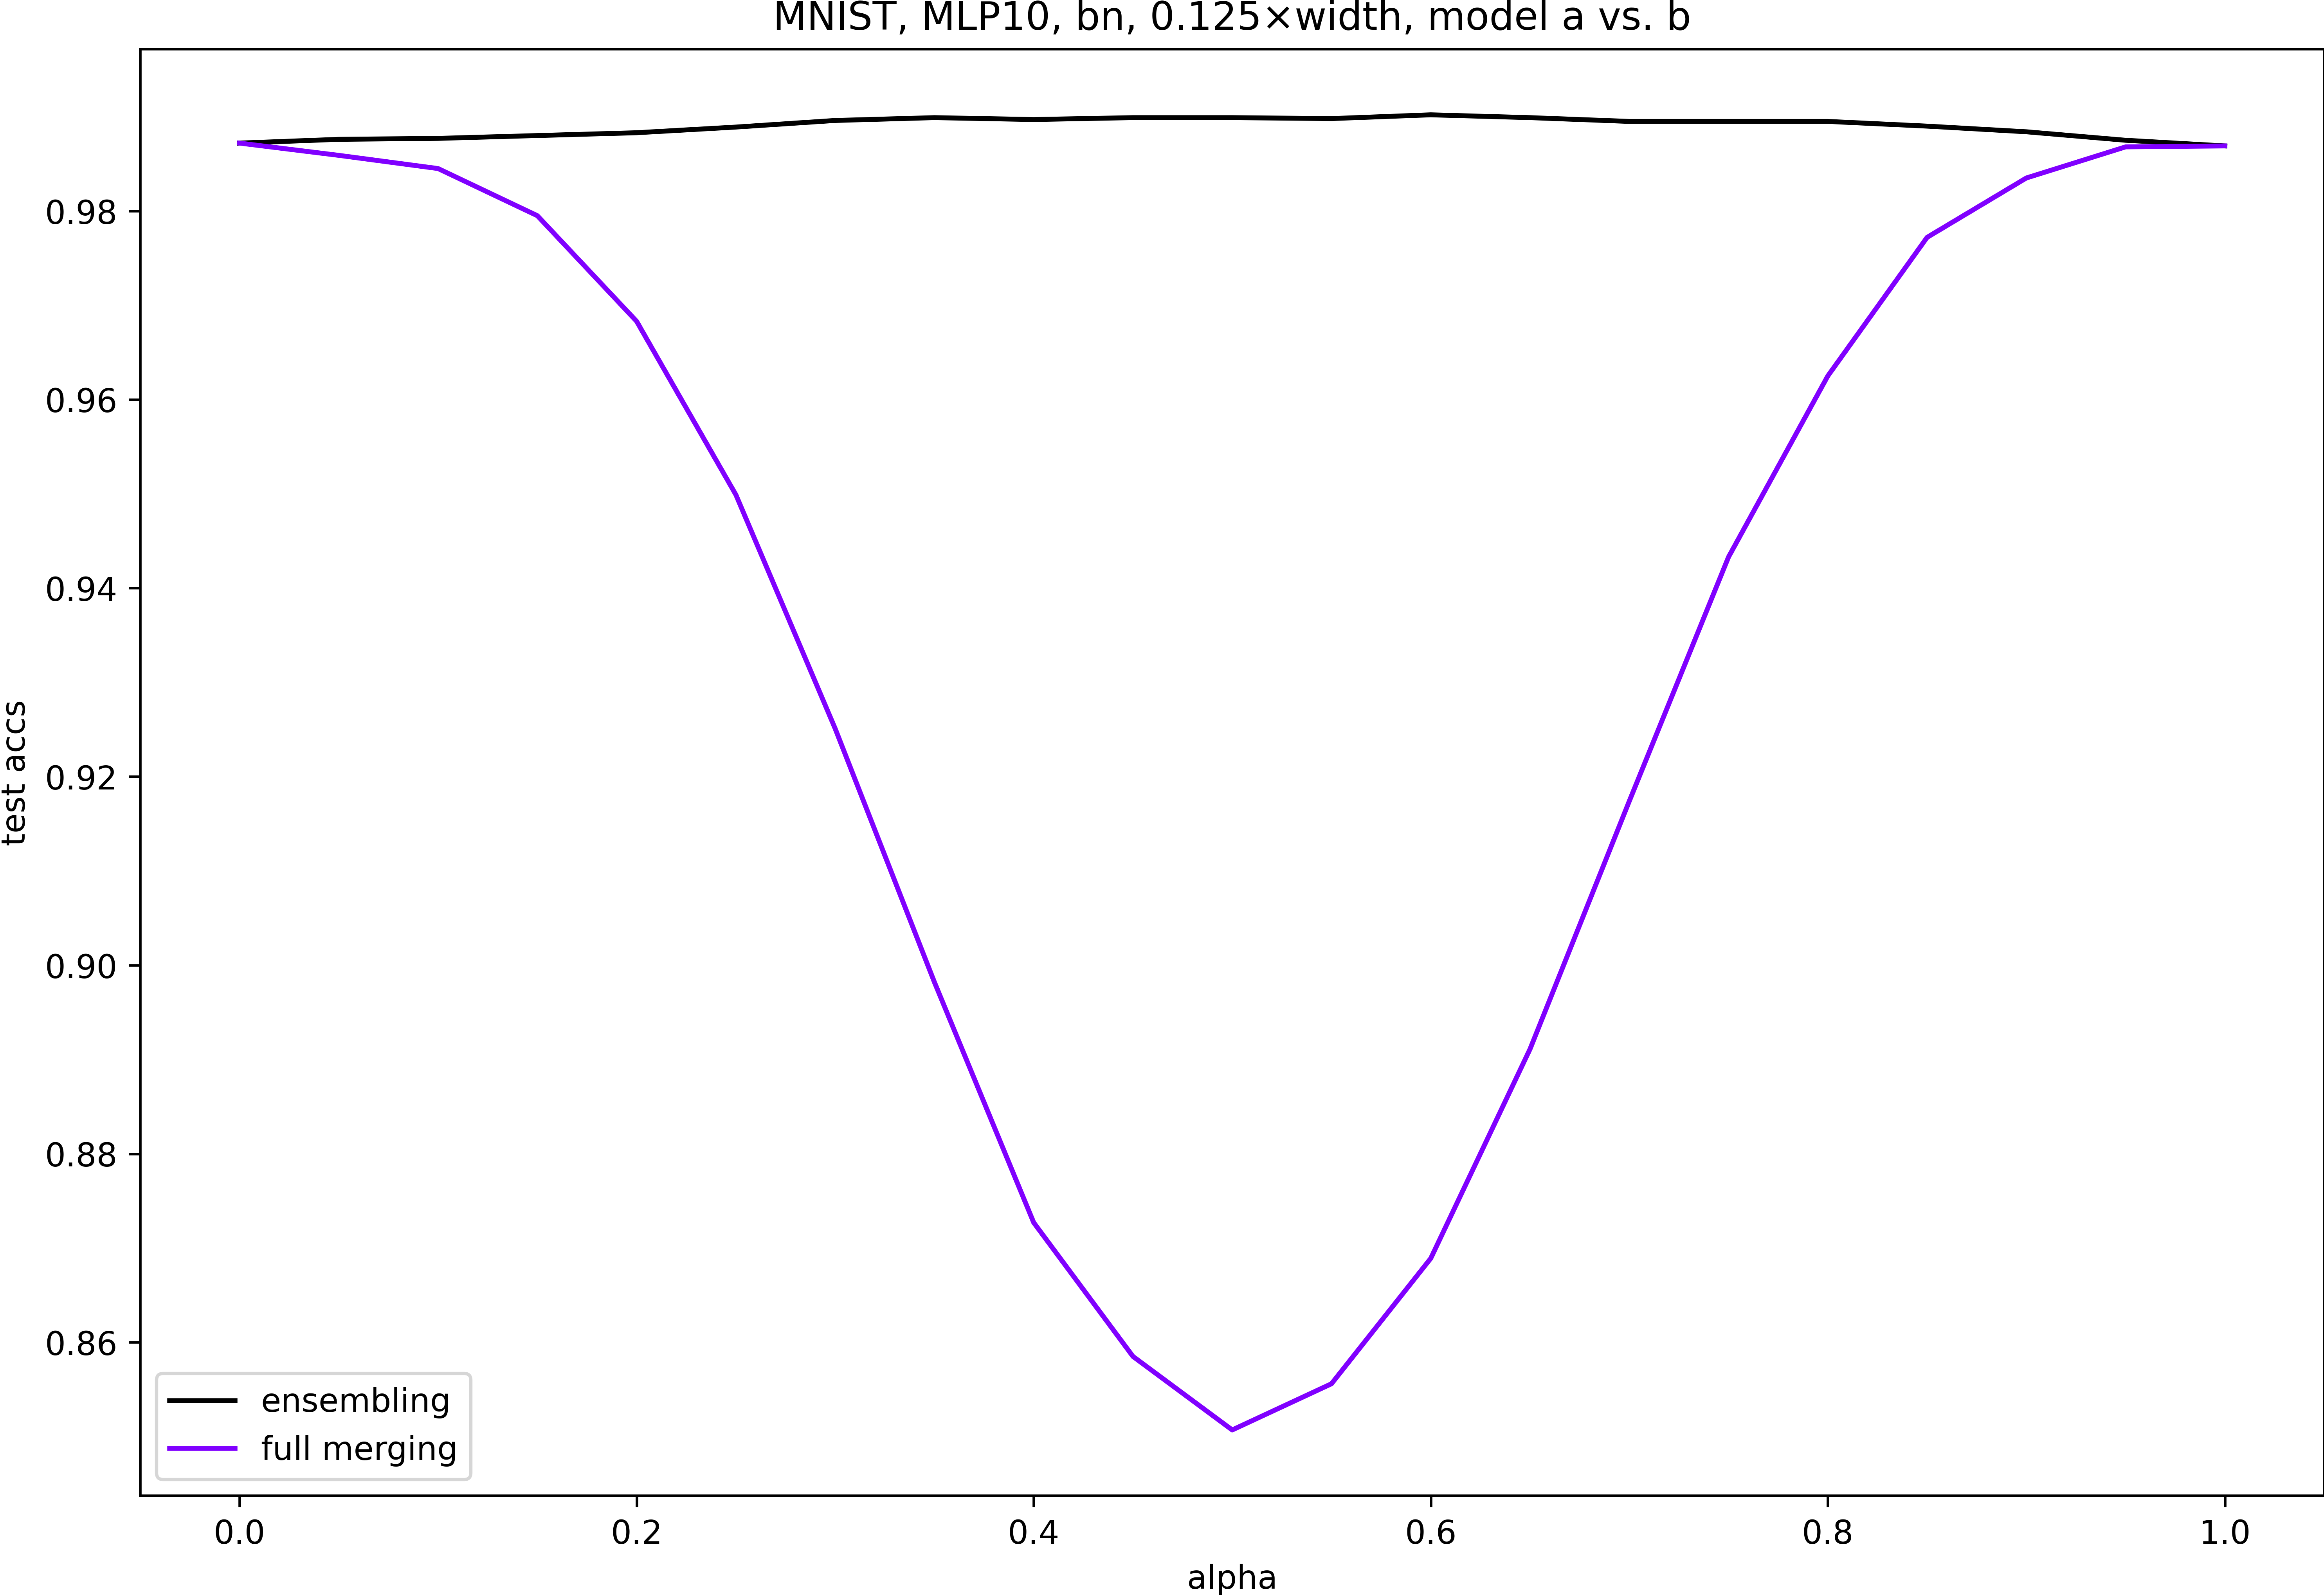 MNIST, MLP10, bn, 0.125×width, model a vs. b
test accs
0.98
0.96
0.94
0.92
0.90
0.88
0.86
ensembling
full merging
0.0 0.2 0.4 0.6 0.8 1.0
alpha